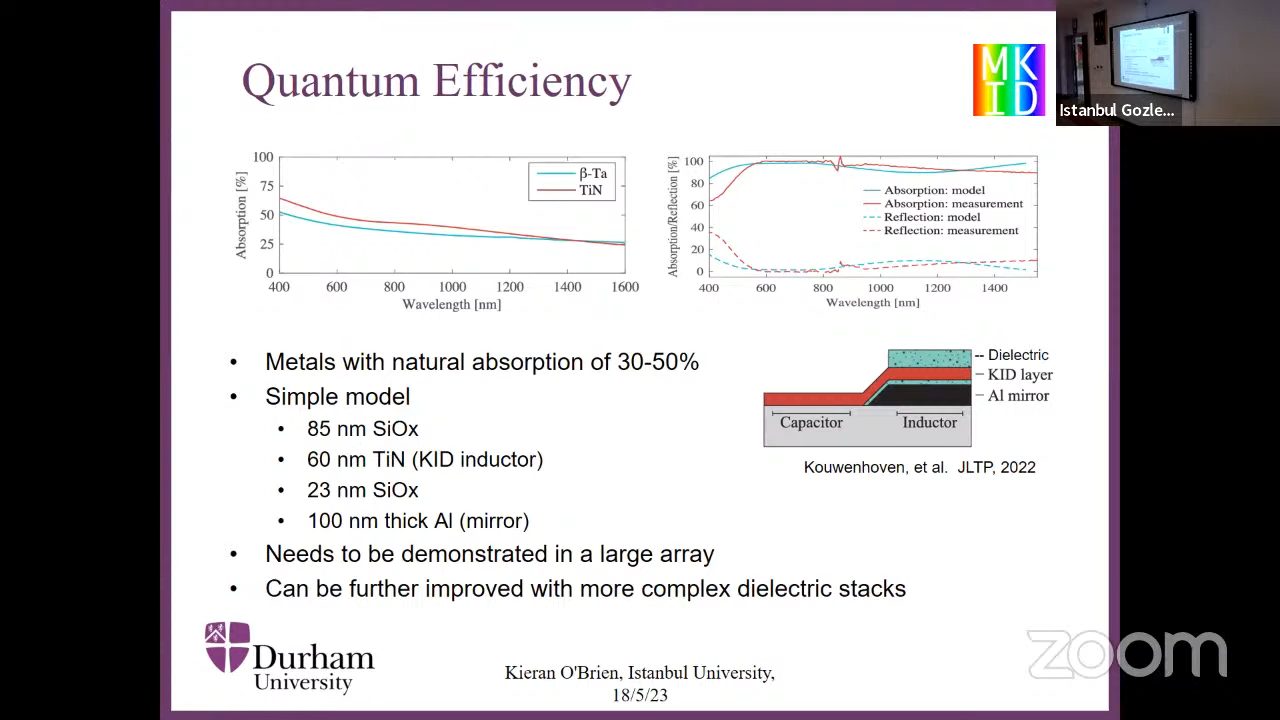 Quantum Efficiency
MK
ID
Istanbul Gozle...
100
75
50
25
0
Absorption [%]
β-Ta
TiN
400 600 800 1000 1200 1400 1600
Wavelength [nm]
100
80
60
40
20
0
Absorption/Reflection [%]
Absorption: model
Absorption: measurement
Reflection: model
Reflection: measurement
400 600 800 1000 1200 1400
Wavelength [nm]
• Metals with natural absorption of 30-50%
• Simple model
• 85 nm SiOx
• 60 nm TiN (KID inductor)
• 23 nm SiOx
• 100 nm thick Al (mirror)
• Needs to be demonstrated in a large array
• Can be further improved with more complex dielectric stacks
Dielectric
KID layer
Al mirror
Capacitor
Inductor
Kouwenhoven, et al. JLTP, 2022
Durham
University
Kieran O'Brien, Istanbul University,
18/5/23
zoom